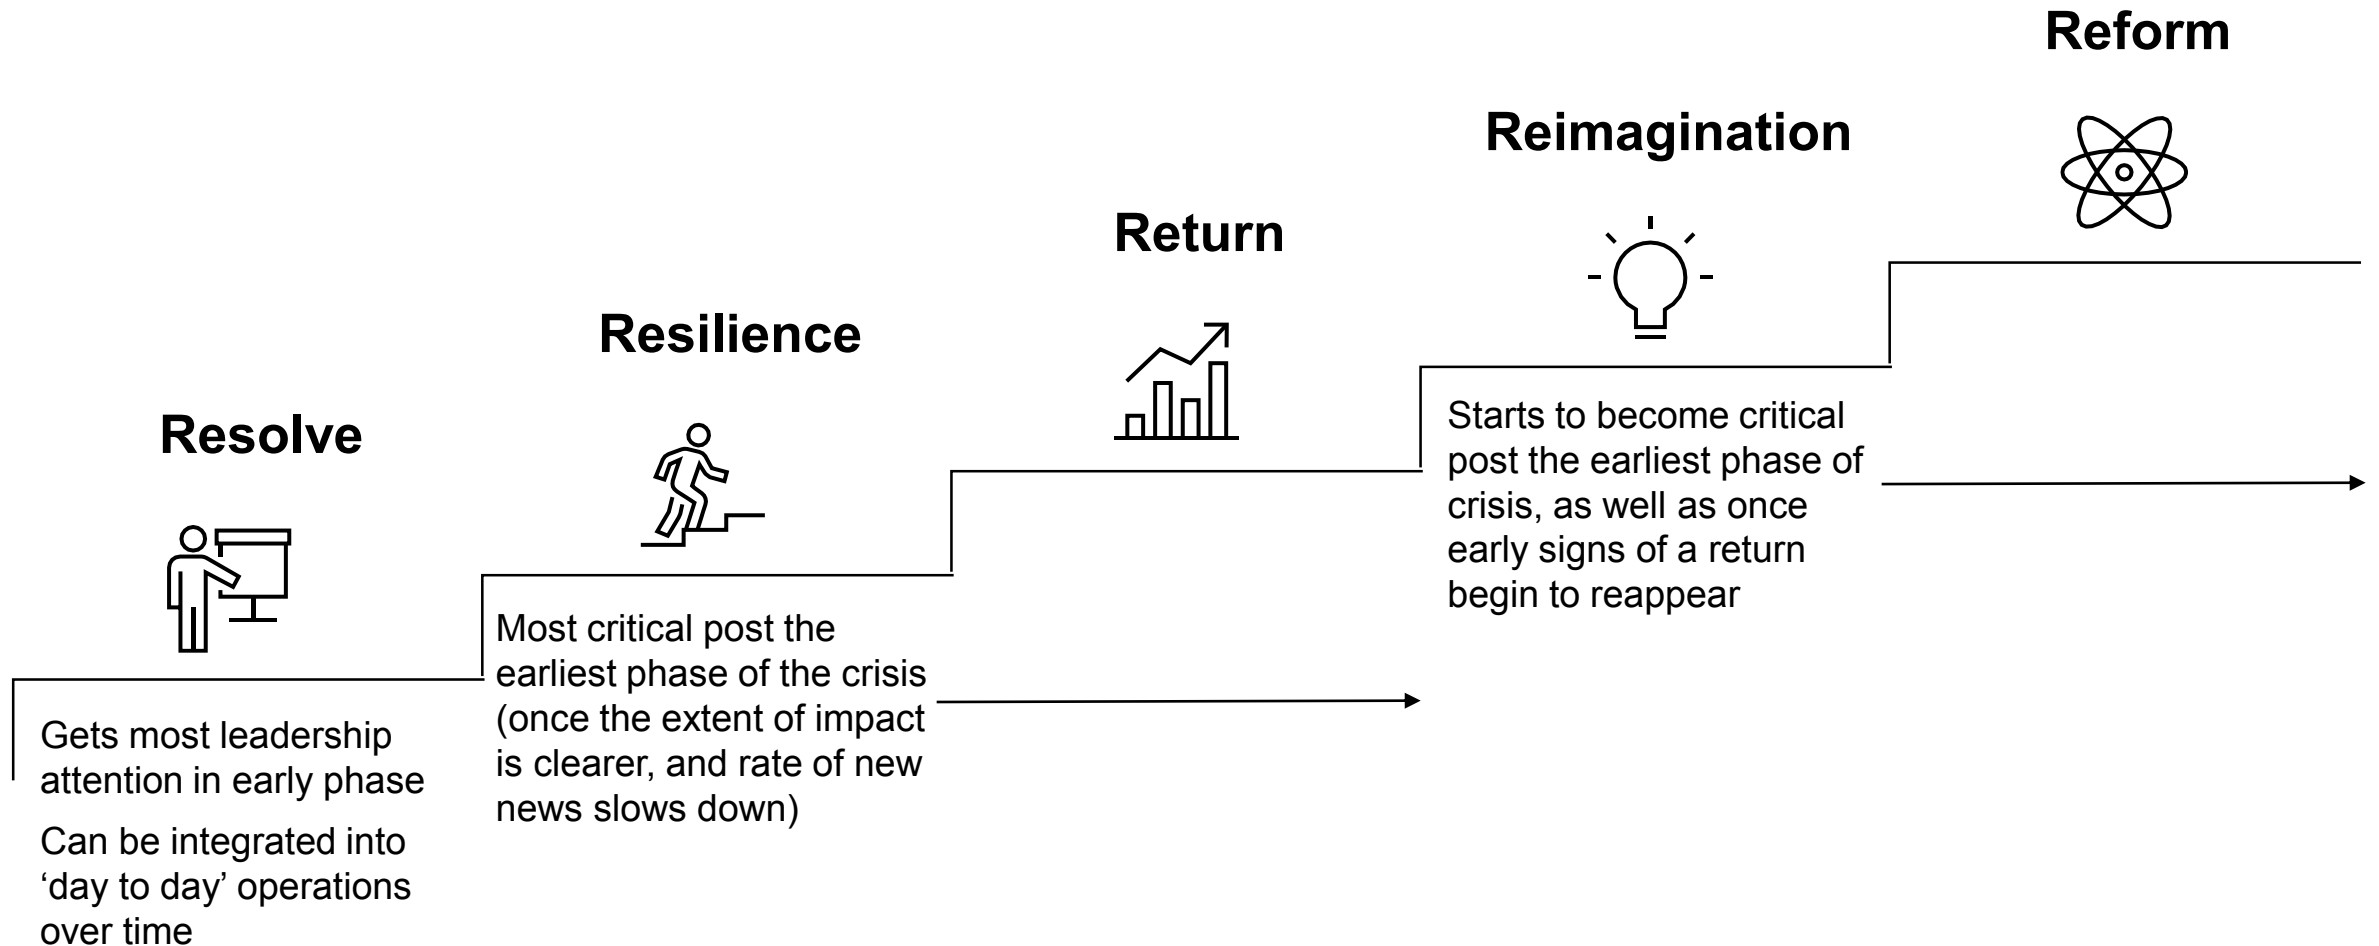 Reform
Reimagination
Return
Resilience
Resolve
Starts to become critical
post the earliest phase of
crisis, as well as once
early signs of a return
begin to reappear
Most critical post the
earliest phase of the crisis
(once the extent of impact
is clearer, and rate of new
news slows down)
Gets most leadership
attention in early phase
Can be integrated into
‘day to day’ operations
over time